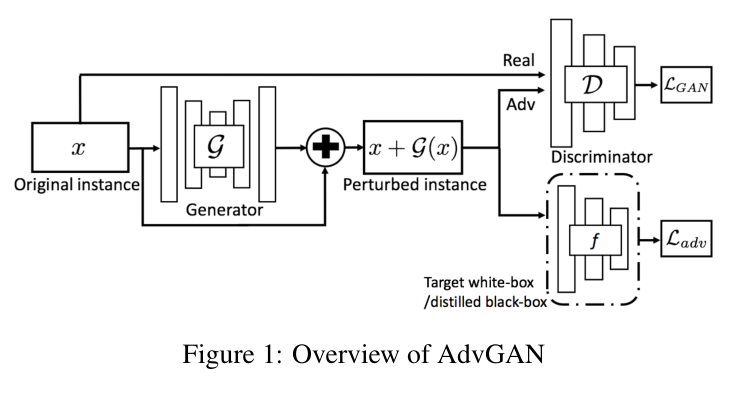 Real
Adv
𝒟
ℒ_GAN
Discriminator
x
Original instance
𝒢
Generator
x + 𝒢(x)
Perturbed instance
f
ℒ_adv
Target white-box
/distilled black-box
Figure 1: Overview of AdvGAN